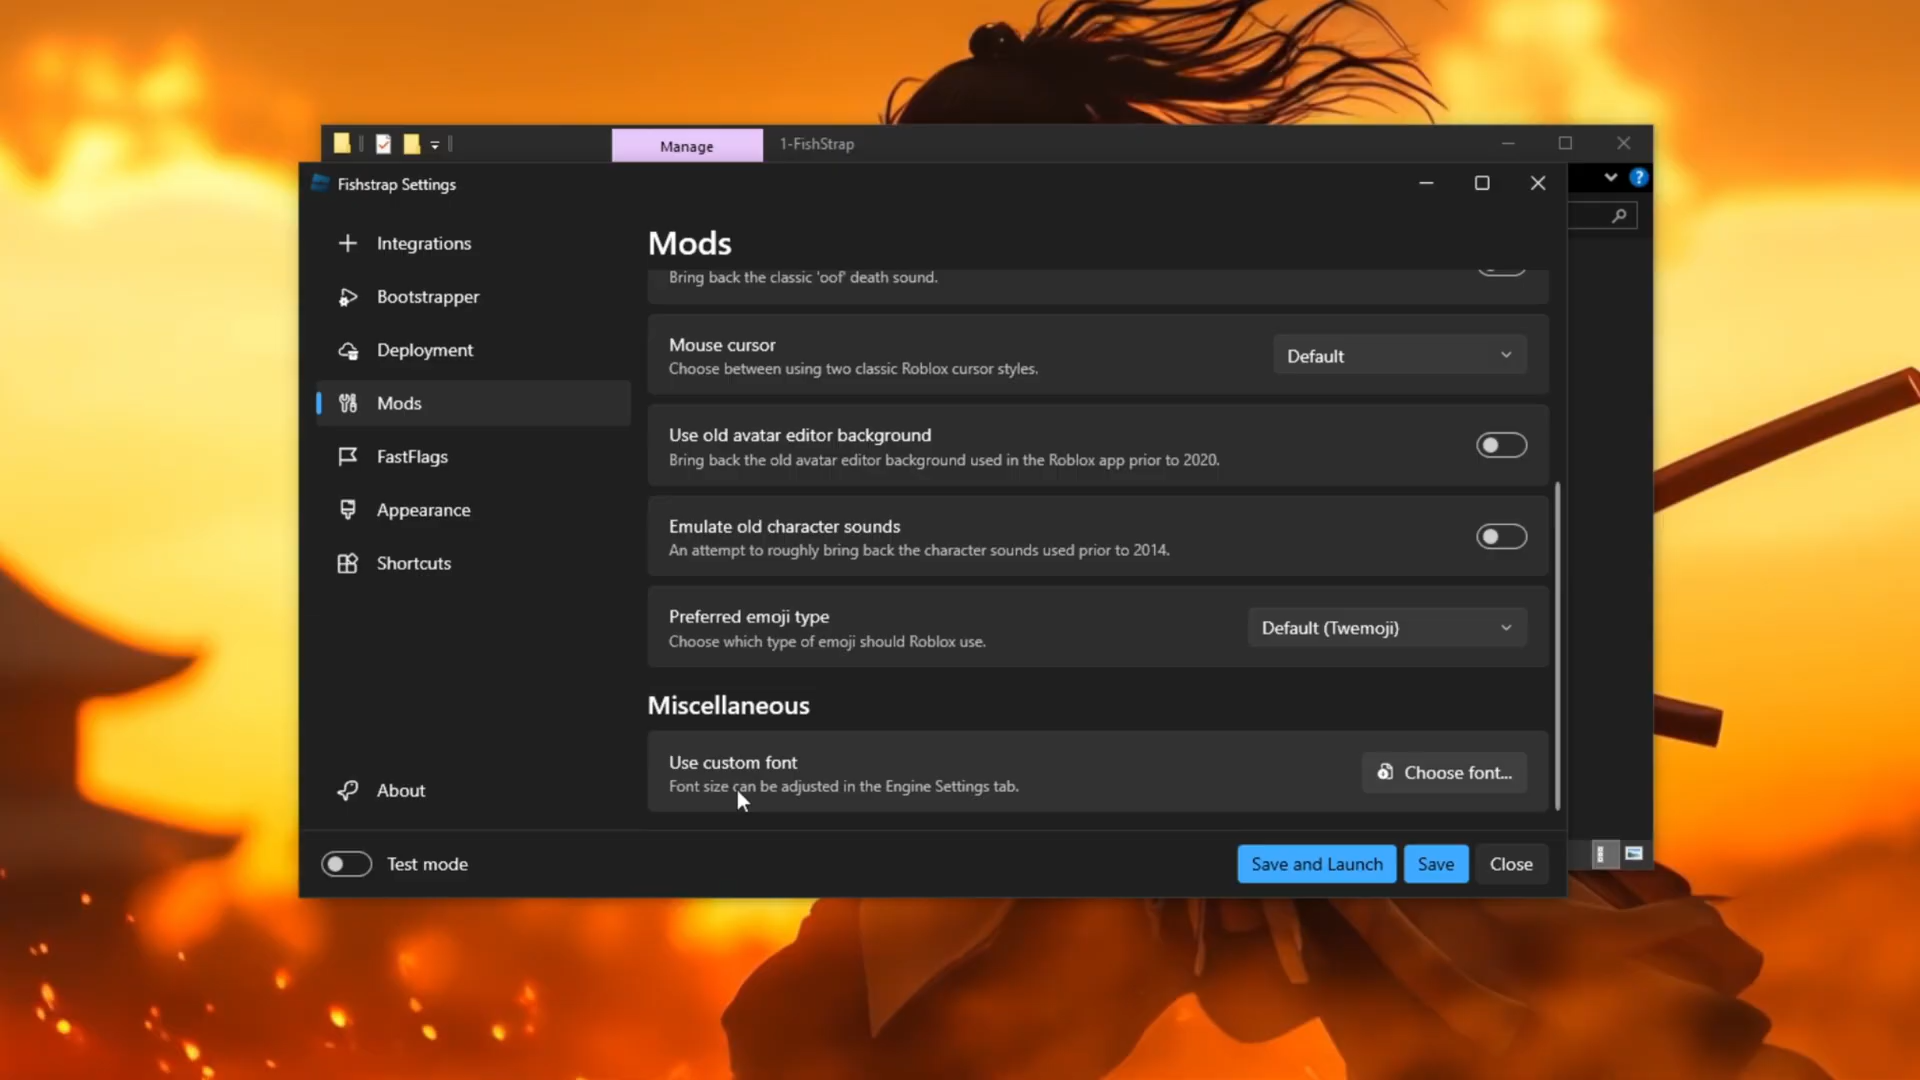 Manage
1-FishStrap
Fishstrap Settings
Integrations
Bootstrapper
Deployment
Mods
FastFlags
Appearance
Shortcuts
About
Mods
Bring back the classic 'oof' death sound.
Mouse cursor
Choose between using two classic Roblox cursor styles.
Default
Use old avatar editor background
Bring back the old avatar editor background used in the Roblox app prior to 2020.
Emulate old character sounds
An attempt to roughly bring back the character sounds used prior to 2014.
Preferred emoji type
Choose which type of emoji should Roblox use.
Default (Twemoji)
Miscellaneous
Use custom font
Font size can be adjusted in the Engine Settings tab.
Choose font...
Test mode
Save and Launch
Save
Close